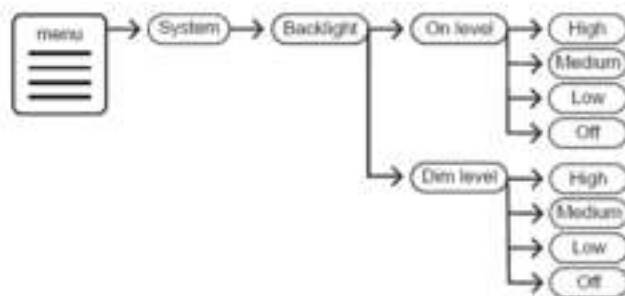 menu
System
Backlight
On level
High
Medium
Low
Off
Dim level
High
Medium
Low
Off